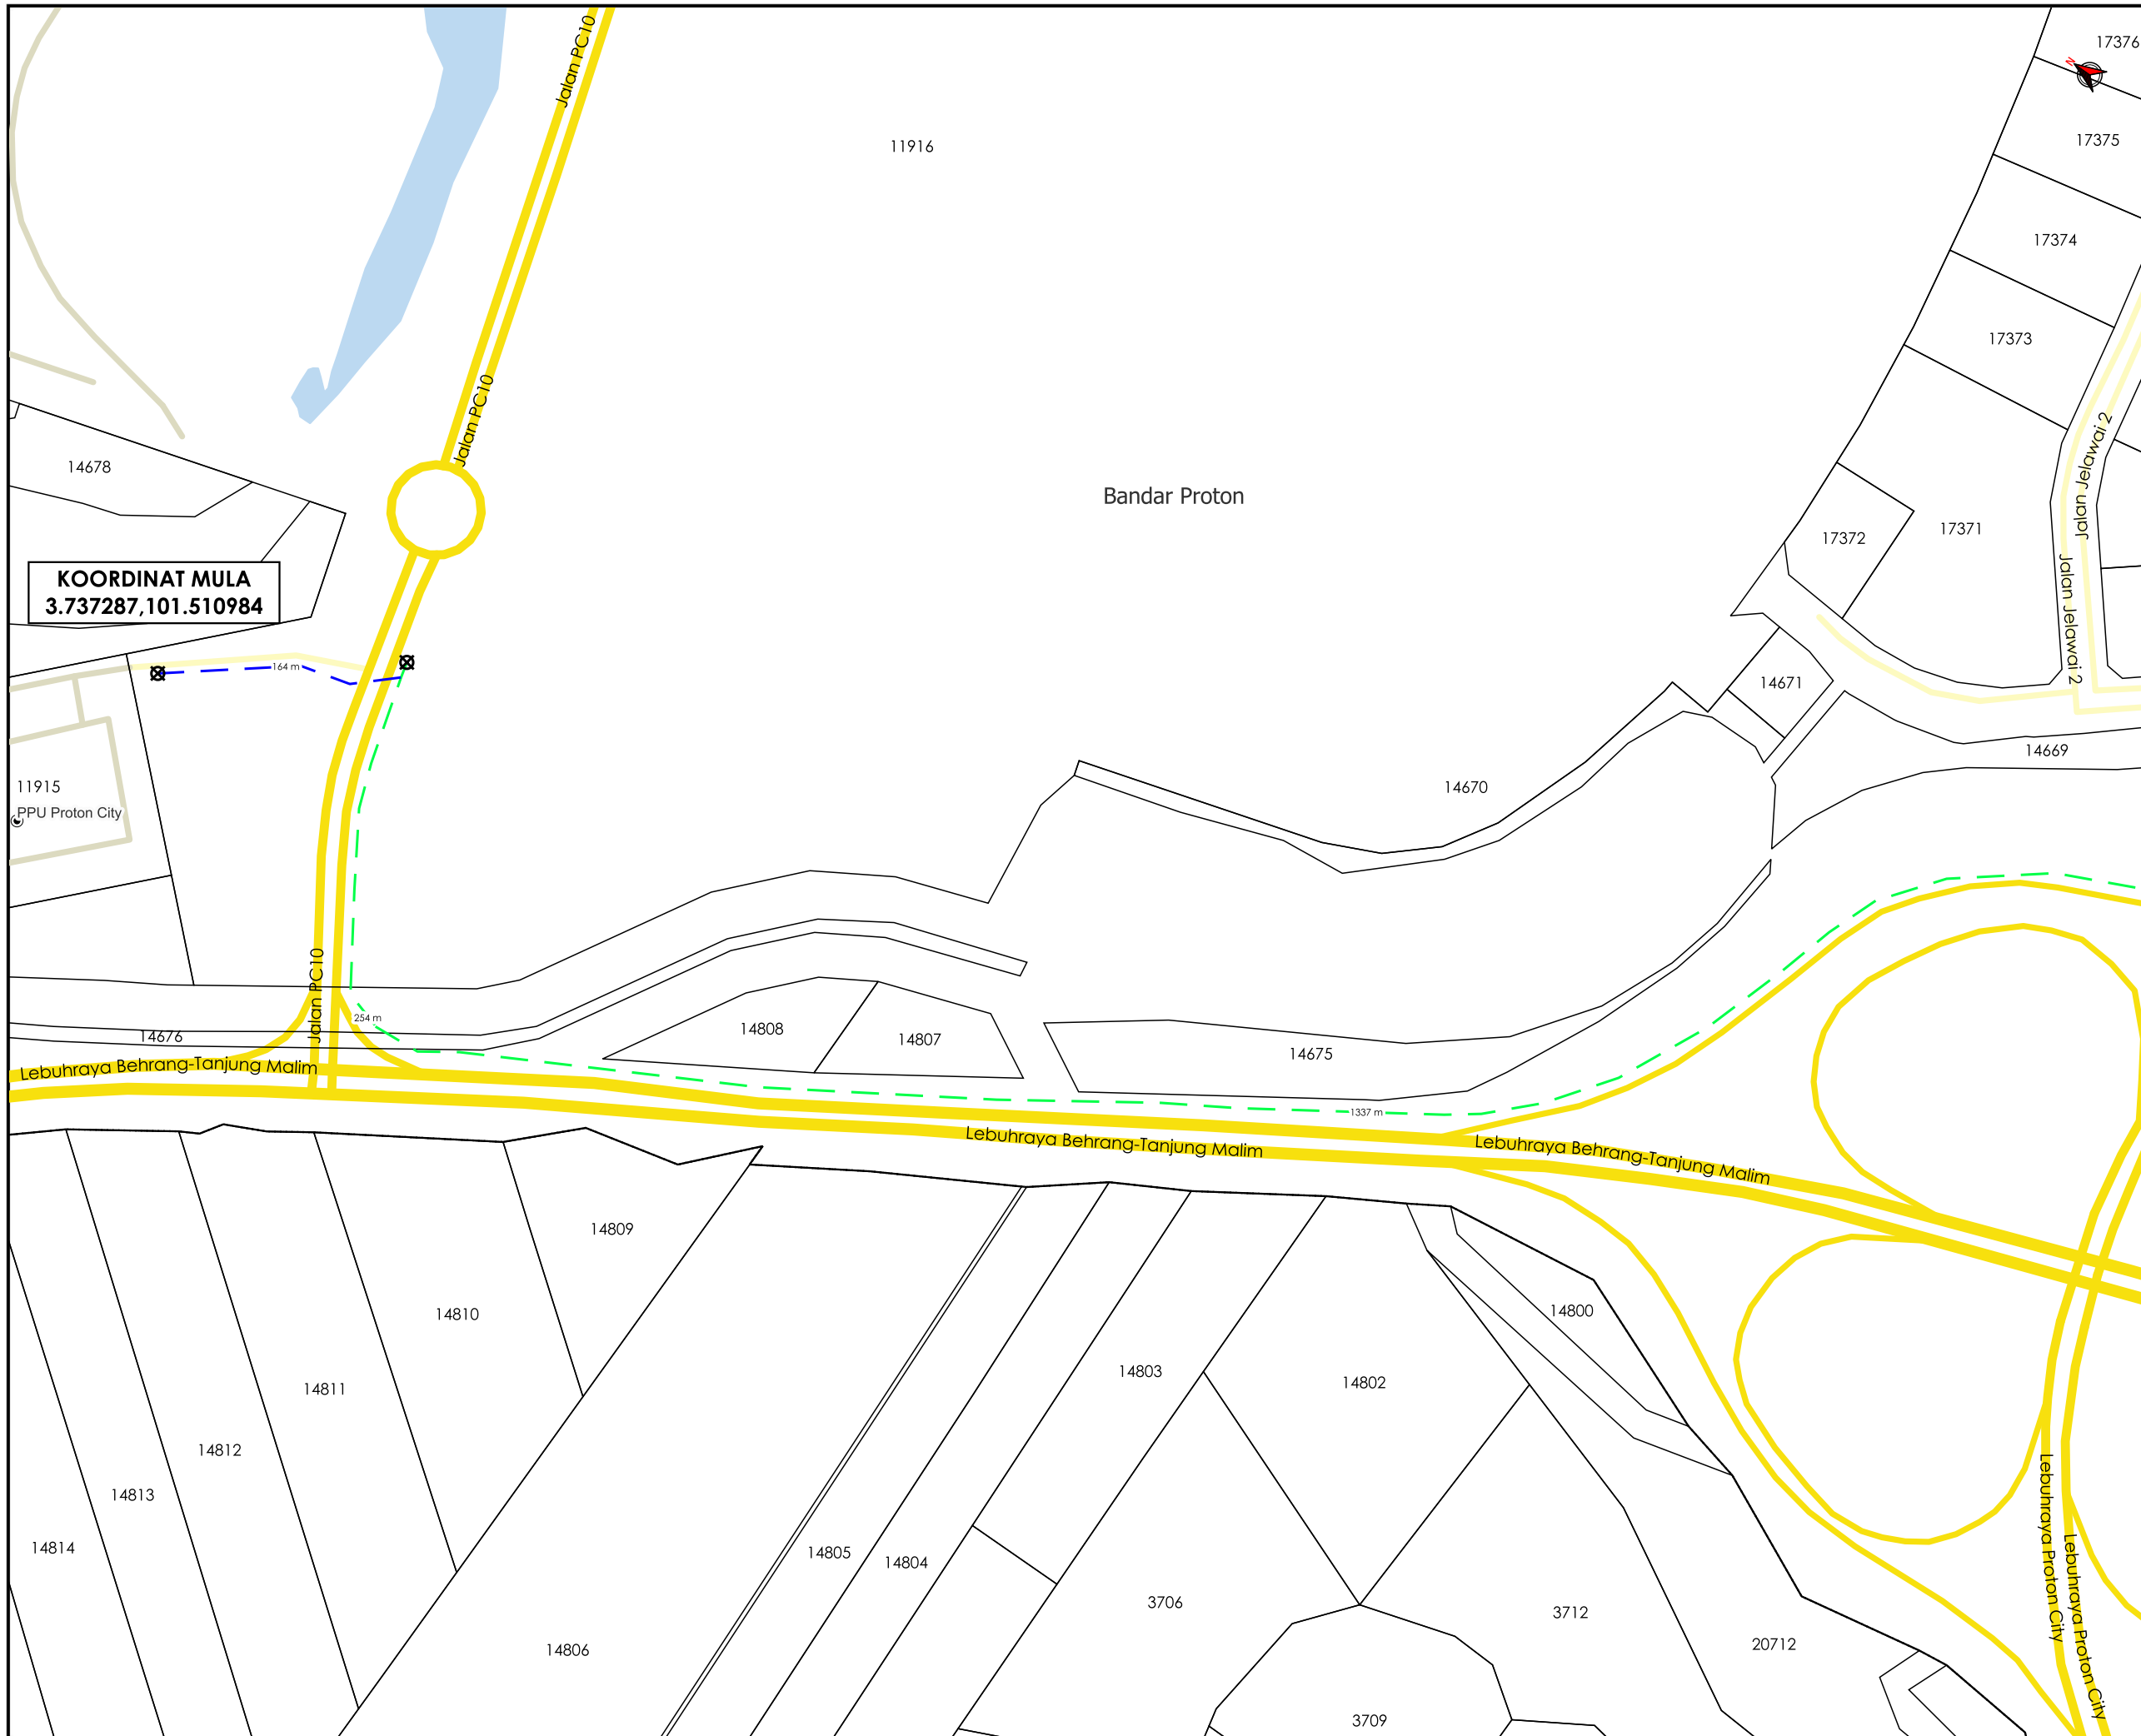 Jalan PC10
17376
N
17375
11916
17374
17373
Jalan PC10
Jelawai 2
14678
Bandar Proton
Jalan
17371
17372
KOORDINAT MULA
3.737287,101.510984
Jalan Jelawai 2
164 m
14671
14669
11915
14670
PPU Proton City
Jalan PC10
254 m
14676
14808
14807
14675
Lebuhraya Behrang-Tanjung Malim
1337 m
Lebuhraya Behrang-Tanjung Malim
Lebuhraya Behrang-Tanjung Malim
14809
14810
14800
14811
14803
14802
14812
14813
14814
14805
14804
Lebuhraya Proton City
Lebuhraya Proton City
3706
3712
14806
20712
3709